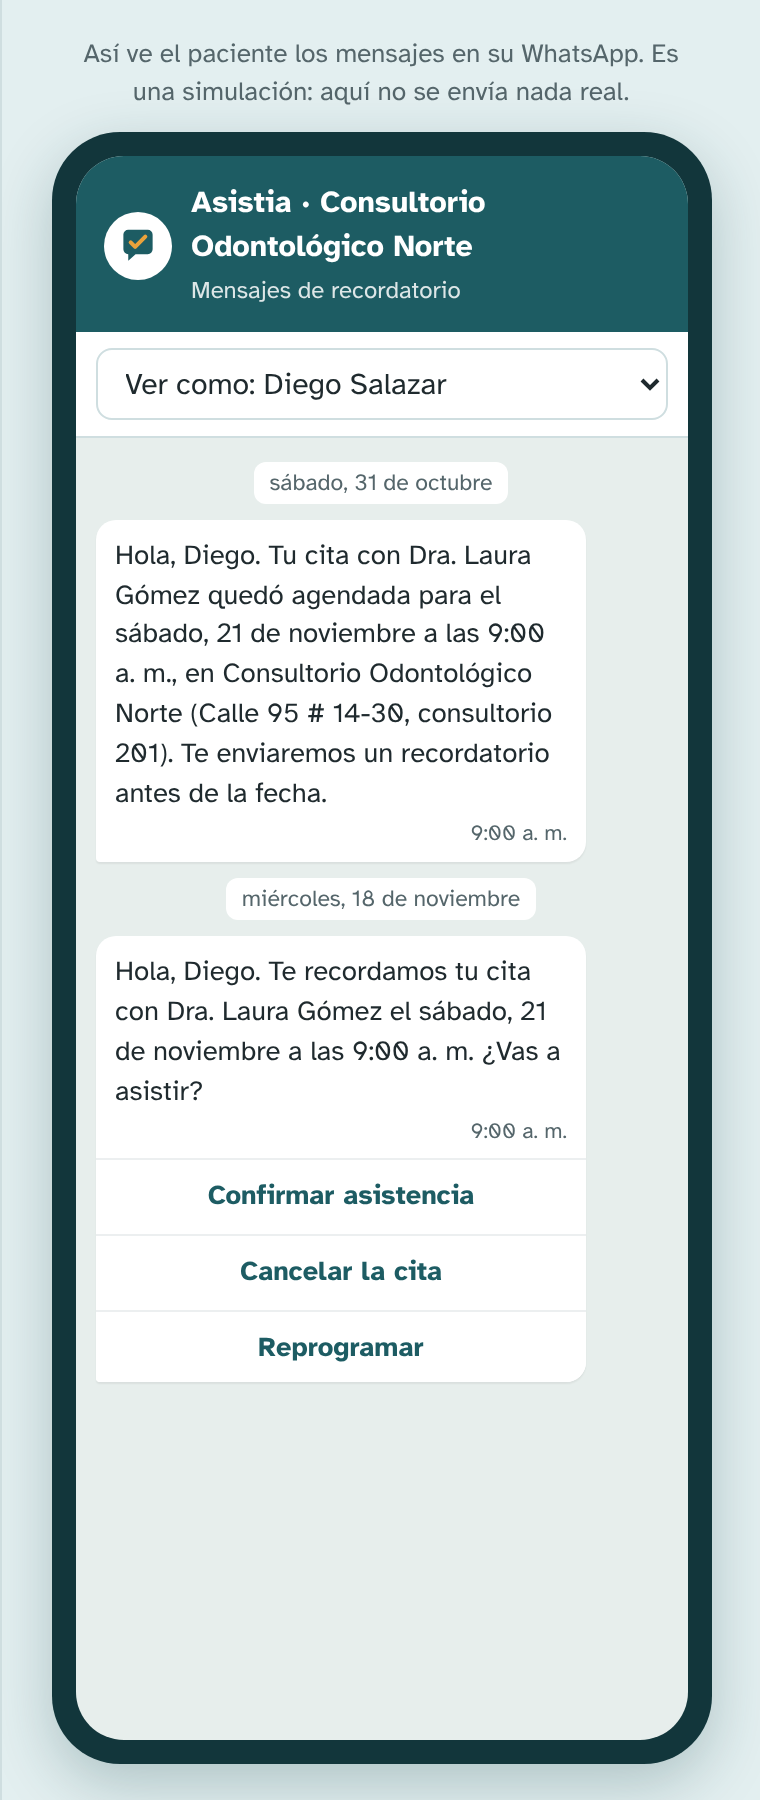 Así ve el paciente los mensajes en su WhatsApp. Es
una simulación: aquí no se envía nada real.
Asistia · Consultorio
Odontológico Norte
Mensajes de recordatorio
Ver como: Diego Salazar
sábado, 31 de octubre
Hola, Diego. Tu cita con Dra. Laura
Gómez quedó agendada para el
sábado, 21 de noviembre a las 9:00
a. m., en Consultorio Odontológico
Norte (Calle 95 # 14-30, consultorio
201). Te enviaremos un recordatorio
antes de la fecha.
9:00 a. m.
miércoles, 18 de noviembre
Hola, Diego. Te recordamos tu cita
con Dra. Laura Gómez el sábado, 21
de noviembre a las 9:00 a. m. ¿Vas a
asistir?
9:00 a. m.
Confirmar asistencia
Cancelar la cita
Reprogramar